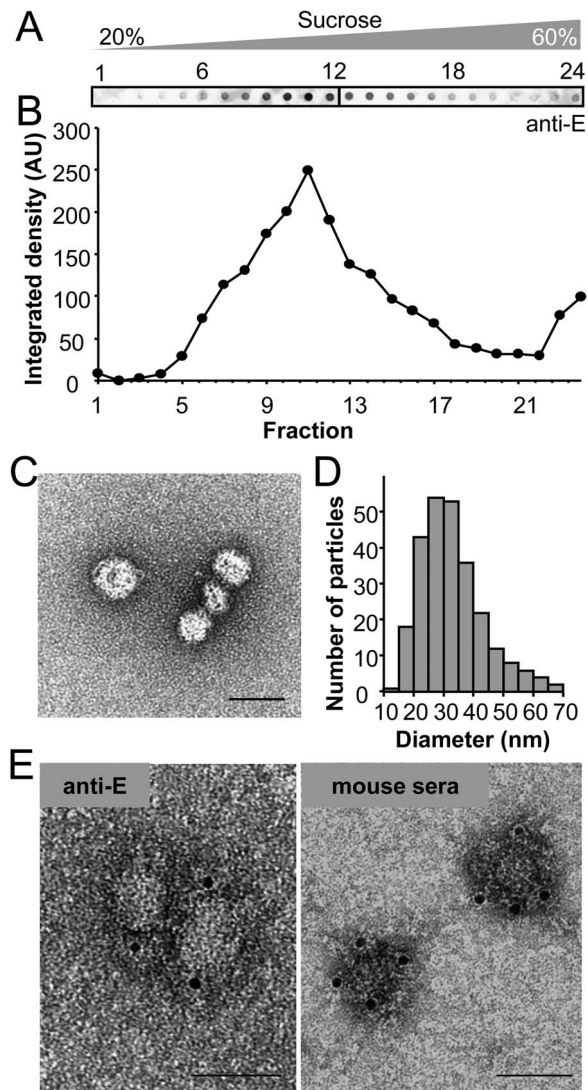 A
Sucrose
20%
60%
1 6 12 18 24
anti-E
B
Integrated density (AU)
300
250
200
150
100
50
0
1 5 9 13 17 21
Fraction
C
D
Number of particles
50
40
30
20
10
0
10 20 30 40 50 60 70
Diameter (nm)
E
anti-E
mouse sera